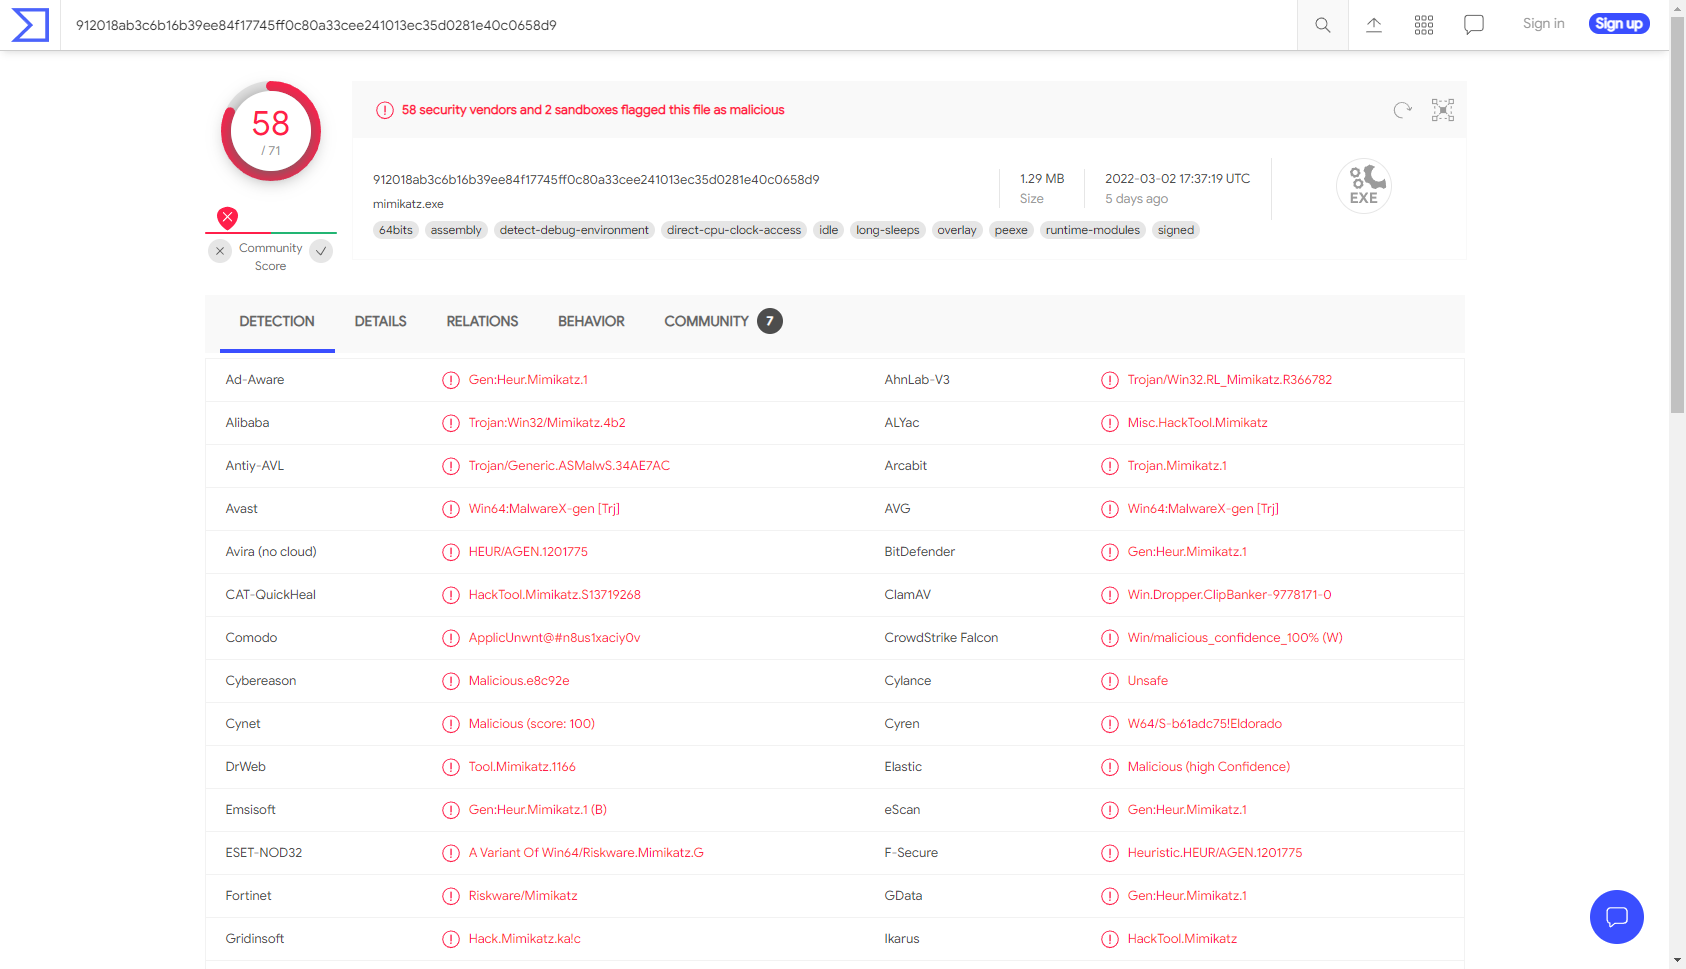 912018ab3c6b16b39ee84f17745ff0c80a33cee241013ec35d0281e40c0658d9
Sign in
Sign up
58
/ 71
58 security vendors and 2 sandboxes flagged this file as malicious
912018ab3c6b16b39ee84f17745ff0c80a33cee241013ec35d0281e40c0658d9
mimikatz.exe
1.29 MB
Size
2022-03-02 17:37:19 UTC
5 days ago
EXE
64bits assembly detect-debug-environment direct-cpu-clock-access idle long-sleeps overlay peexe runtime-modules signed
Community
Score
DETECTION DETAILS RELATIONS BEHAVIOR COMMUNITY 7
Ad-Aware Gen:Heur.Mimikatz.1 AhnLab-V3 Trojan/Win32.RL_Mimikatz.R366782
Alibaba Trojan:Win32/Mimikatz.4b2 ALYac Misc.HackTool.Mimikatz
Antiy-AVL Trojan/Generic.ASMalwS.34AE7AC Arcabit Trojan.Mimikatz.1
Avast Win64:MalwareX-gen [Trj] AVG Win64:MalwareX-gen [Trj]
Avira (no cloud) HEUR/AGEN.1201775 BitDefender Gen:Heur.Mimikatz.1
CAT-QuickHeal HackTool.Mimikatz.S13719268 ClamAV Win.Dropper.ClipBanker-9778171-0
Comodo ApplicUnwnt@#n8us1xaciy0v CrowdStrike Falcon Win/malicious_confidence_100% (W)
Cybereason Malicious.e8c92e Cylance Unsafe
Cynet Malicious (score: 100) Cyren W64/S-b61adc75!Eldorado
DrWeb Tool.Mimikatz.1166 Elastic Malicious (high Confidence)
Emsisoft Gen:Heur.Mimikatz.1 (B) eScan Gen:Heur.Mimikatz.1
ESET-NOD32 A Variant Of Win64/Riskware.Mimikatz.G F-Secure Heuristic.HEUR/AGEN.1201775
Fortinet Riskware/Mimikatz GData Gen:Heur.Mimikatz.1
Gridinsoft Hack.Mimikatz.ka!c Ikarus HackTool.Mimikatz